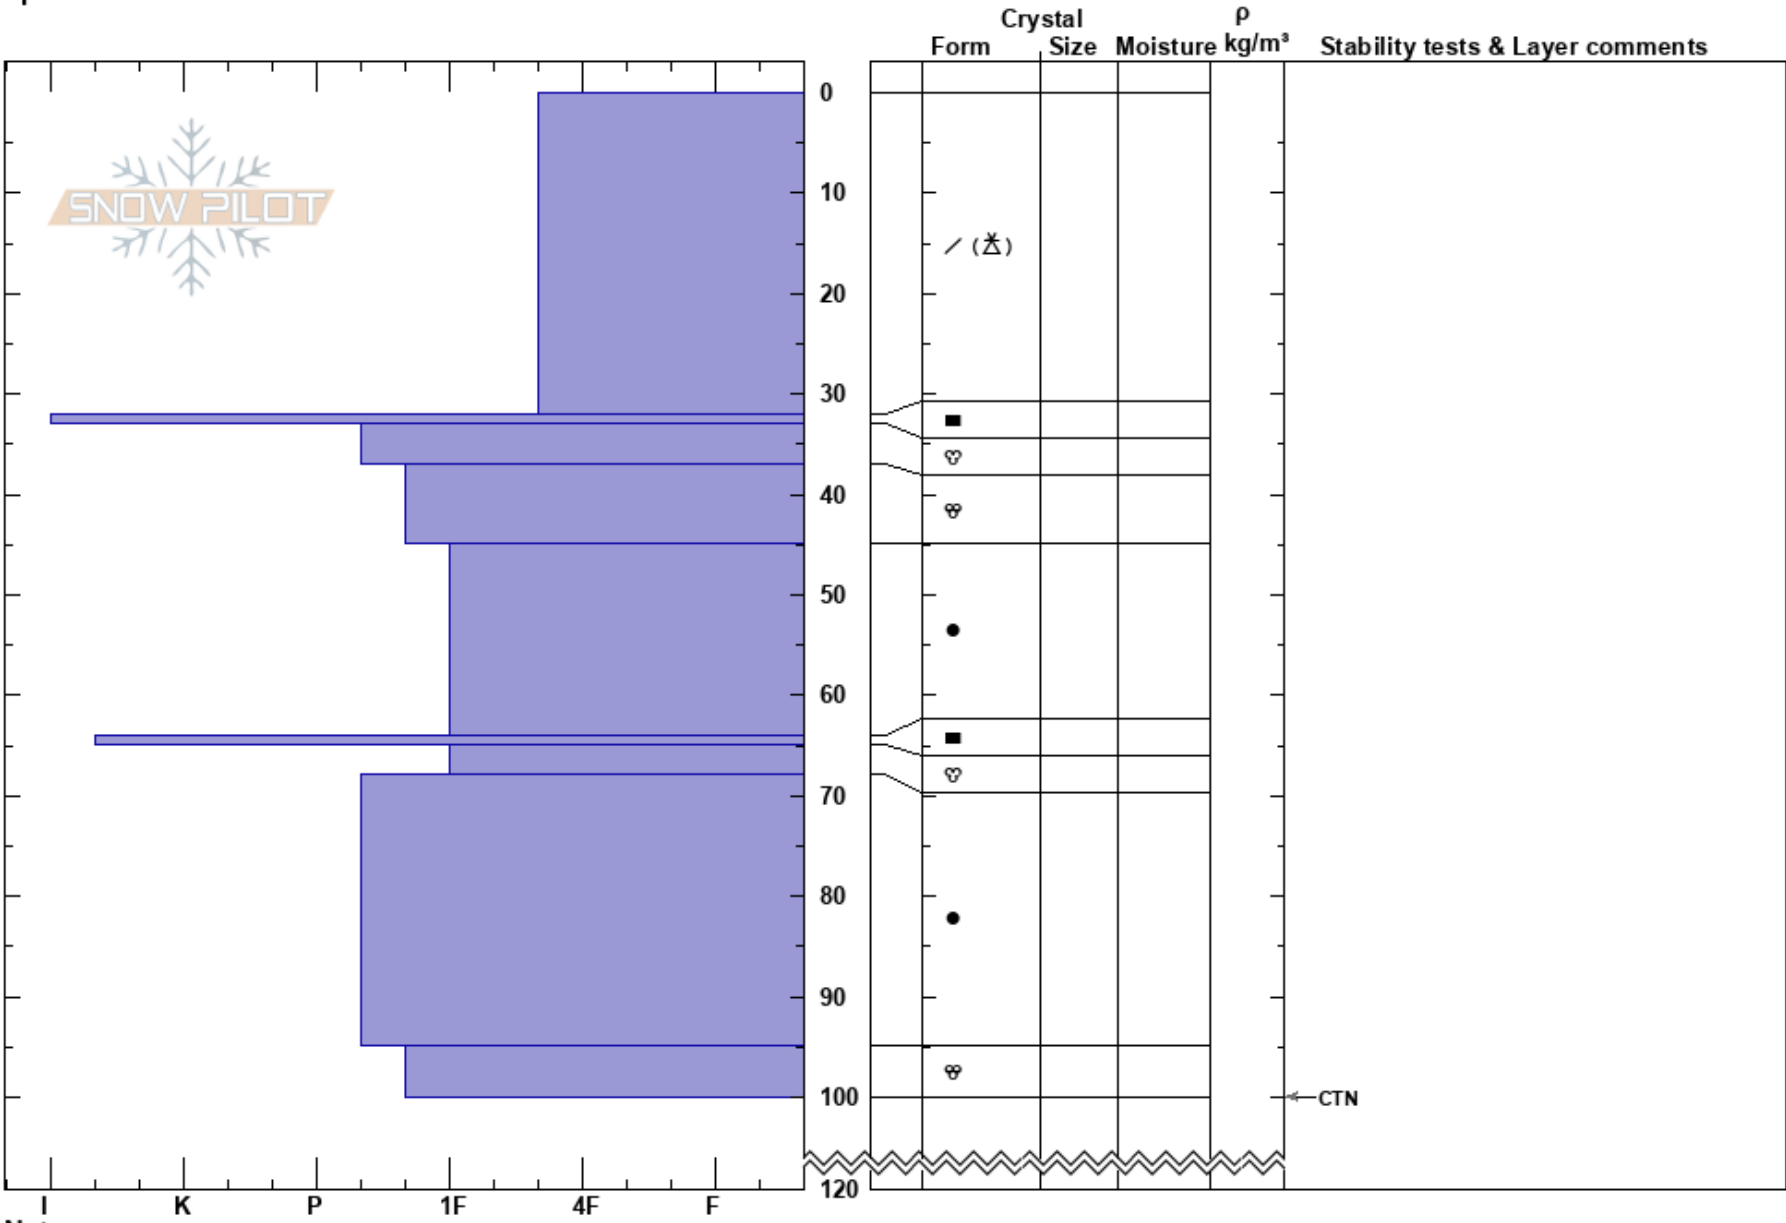 Crystal ρ
Form Size Moisture kg/m³ Stability tests & Layer comments
0
10
SNOW PILOT
20
30
40
50
60
70
80
90
100 CTN
120
I K P 1F 4F F